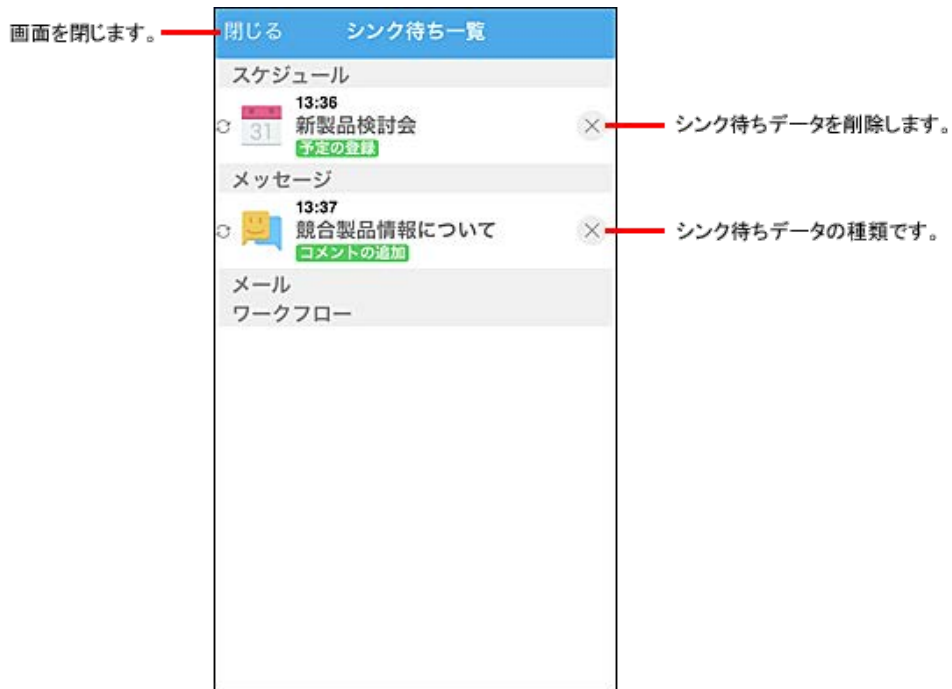 画面を閉じます。
閉じる
シンク待ち一覧
スケジュール
31
13:36
新製品検討会
予定の登録
シンク待ちデータを削除します。
メッセージ
13:37
競合製品情報について
コメントの追加
シンク待ちデータの種類です。
メール
ワークフロー